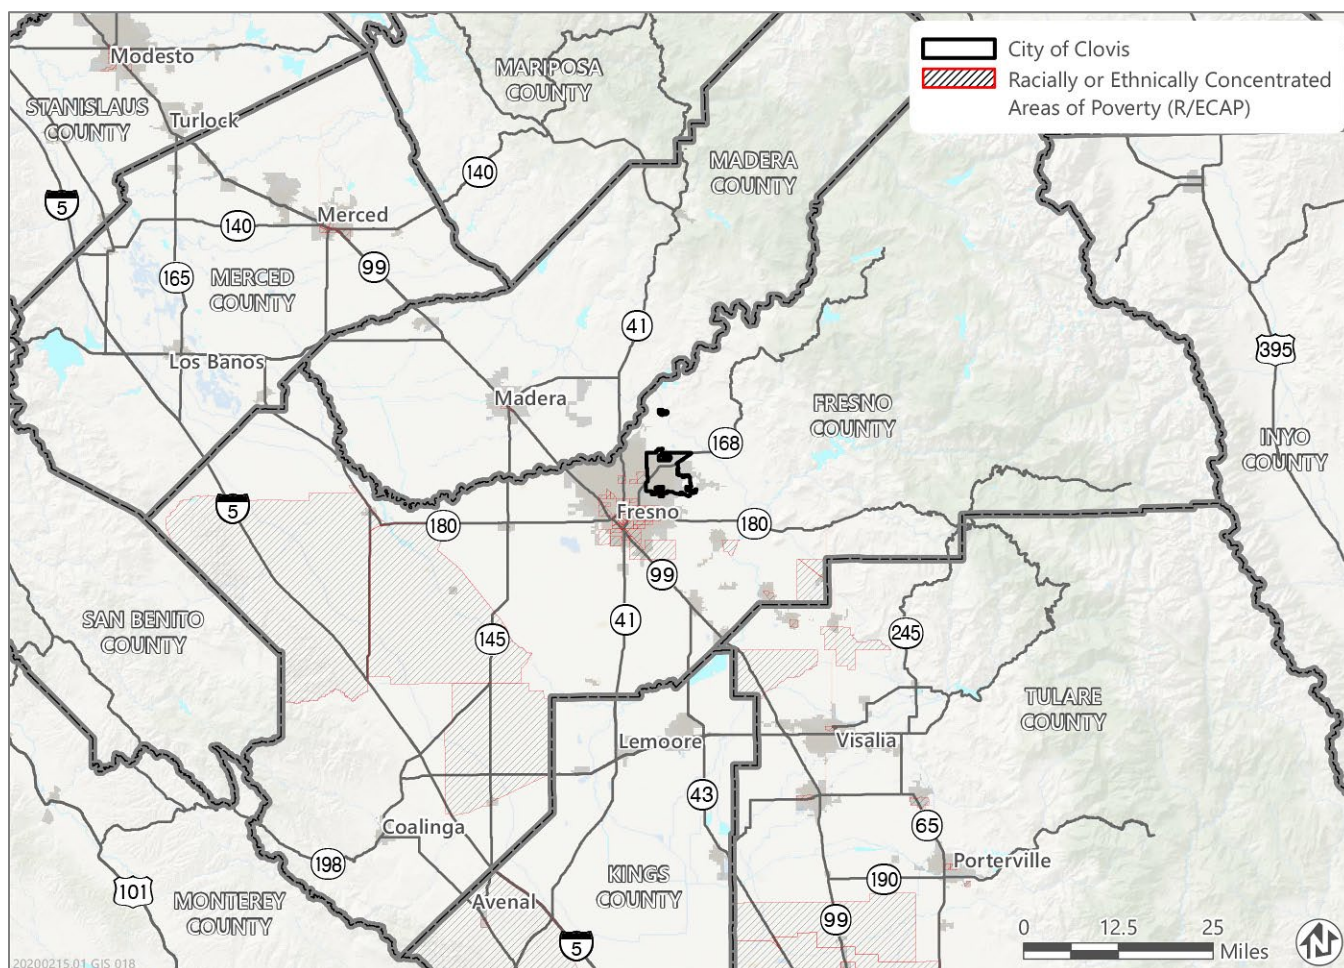 City of Clovis
Racially or Ethnically Concentrated
Areas of Poverty (R/ECAP)
Modesto
MARIPOSA
COUNTY
STANISLAUS
COUNTY
Turlock
MADERA
COUNTY
140
5
Merced
140
99
165
MERCED
COUNTY
41
395
Los Banos
Madera
FRESNO
COUNTY
168
INYO
COUNTY
5
180
Fresno
180
99
SAN BENITO
COUNTY
41
145
245
TULARE
COUNTY
Lemoore
Visalia
43
Coalinga
65
198
Porterville
190
KINGS
COUNTY
101
MONTEREY
COUNTY
Avenal
99
5
0 12.5 25
Miles
N
20200215.01 GIS 018